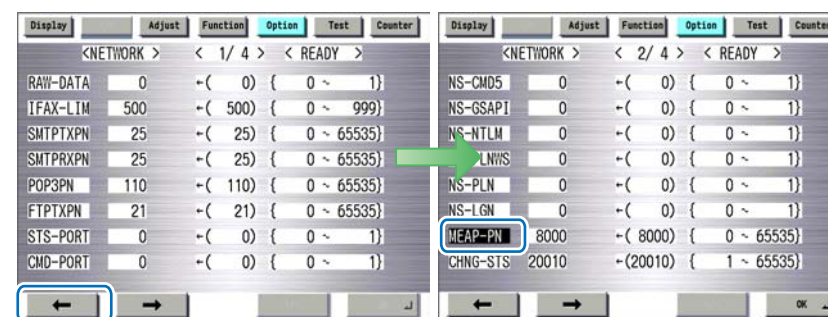 Display Adjust Function Option Test Counter
<NETWORK > < 1/ 4 > < READY >
RAW-DATA 0 ←( 0) { 0 ~ 1}
IFAX-LIM 500 ←( 500) { 0 ~ 999}
SMTPTXPN 25 ←( 25) { 0 ~ 65535}
SMTPRXPN 25 ←( 25) { 0 ~ 65535}
POP3PN 110 ←( 110) { 0 ~ 65535}
FTPTXPN 21 ←( 21) { 0 ~ 65535}
STS-PORT 0 ←( 0) { 0 ~ 1}
CMD-PORT 0 ←( 0) { 0 ~ 1}
← →
Display Adjust Function Option Test Counte
<NETWORK > < 2/ 4 > < READY >
NS-CMD5 0 ←( 0) { 0 ~ 1}
NS-GSAPI 0 ←( 0) { 0 ~ 1}
NS-NTLM 0 ←( 0) { 0 ~ 1}
LNWS 0 ←( 0) { 0 ~ 1}
NS-PLN 0 ←( 0) { 0 ~ 1}
NS-LGN 0 ←( 0) { 0 ~ 1}
MEAP-PN 8000 ←( 8000) { 0 ~ 65535}
CHNG-STS 20010 ←(20010) { 1 ~ 65535}
← → OK